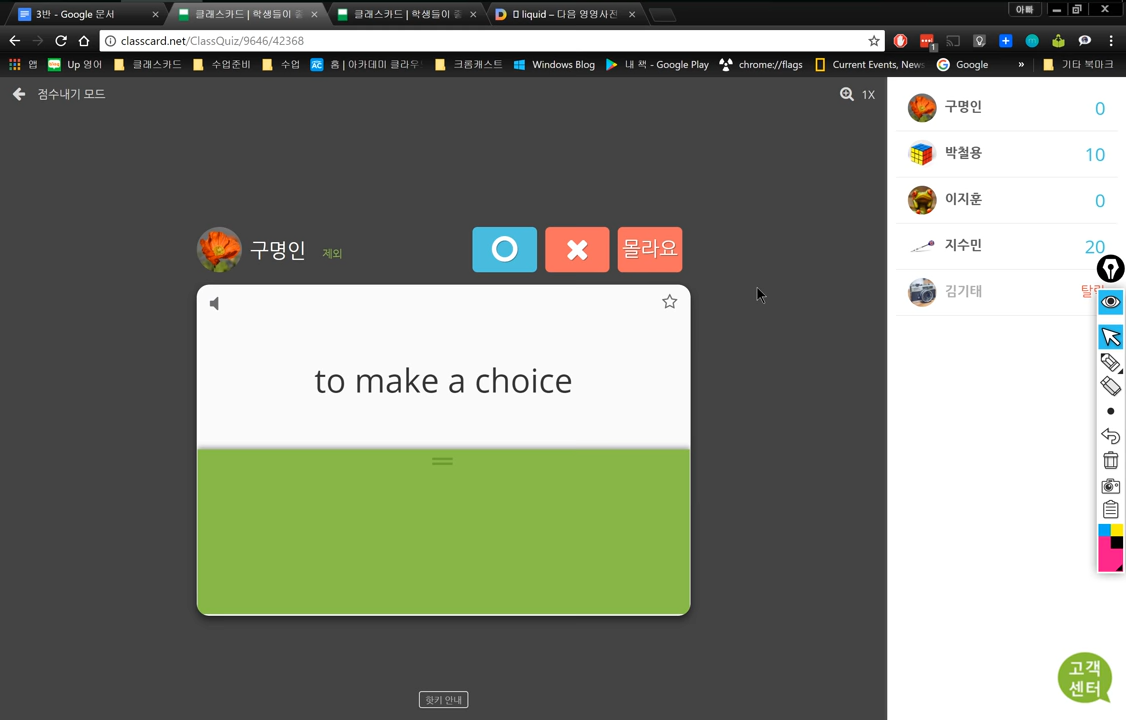 3반 - Google 문서
클래스카드 | 학생들이 좋
클래스카드 | 학생들이 좋
liquid – 다음 영영사전
아빠
classcard.net/ClassQuiz/9646/42368
1
앱
Up 영어
클래스카드
수업준비
수업
홈 | 아카데미 클라우
크롬캐스트
Windows Blog
내 책 - Google Play
chrome://flags
Current Events, News
Google
»
기타 북마크
점수내기 모드
1X
구명인 0
박철용 10
이지훈 0
지수민 20
김기태
구명인
제외
몰라요
to make a choice
핫키 안내
고객
센터